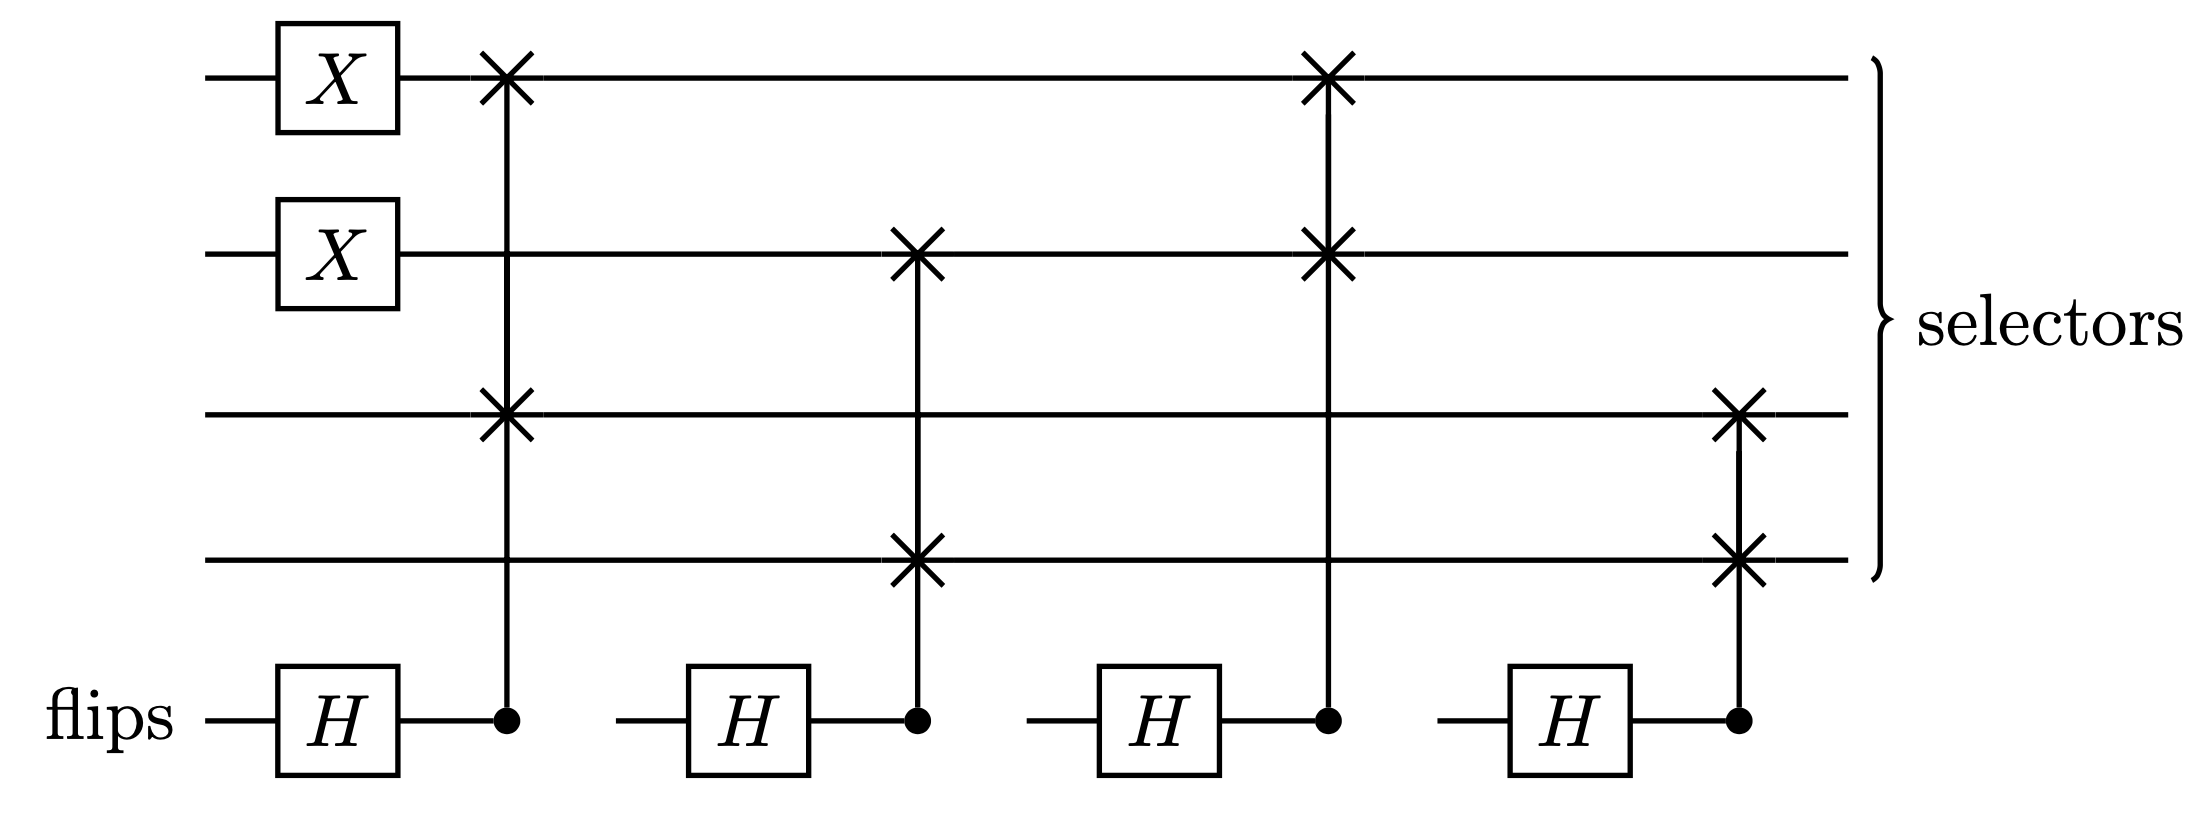 X
X
selectors
flips H H H H